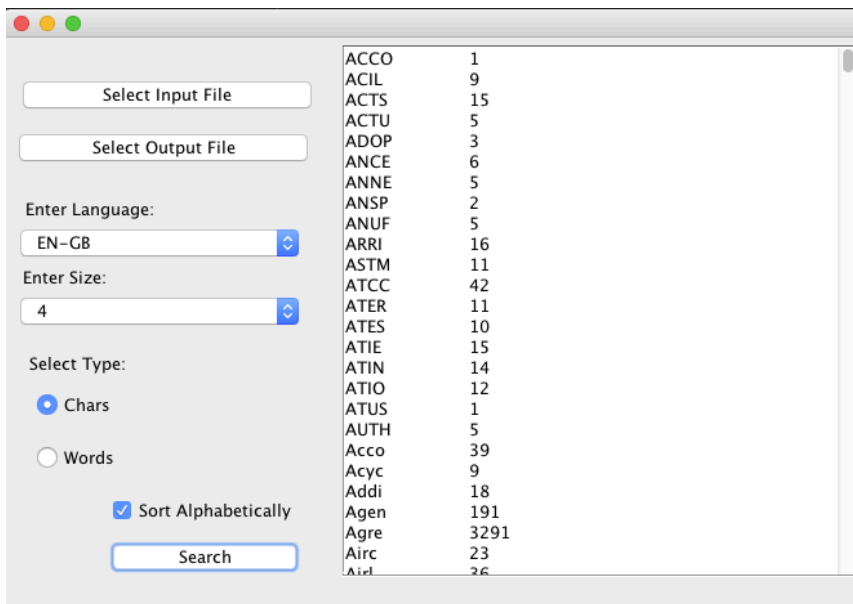 Select Input File
Select Output File
Enter Language:
EN-GB
Enter Size:
4
Select Type:
Chars
Words
Sort Alphabetically
Search
ACCO 1
ACIL 9
ACTS 15
ACTU 5
ADOP 3
ANCE 6
ANNE 5
ANSP 2
ANUF 5
ARRI 16
ASTM 11
ATCC 42
ATER 11
ATES 10
ATIE 15
ATIN 14
ATIO 12
ATUS 1
AUTH 5
Acco 39
Acyc 9
Addi 18
Agen 191
Agre 3291
Airc 23
Airl 36